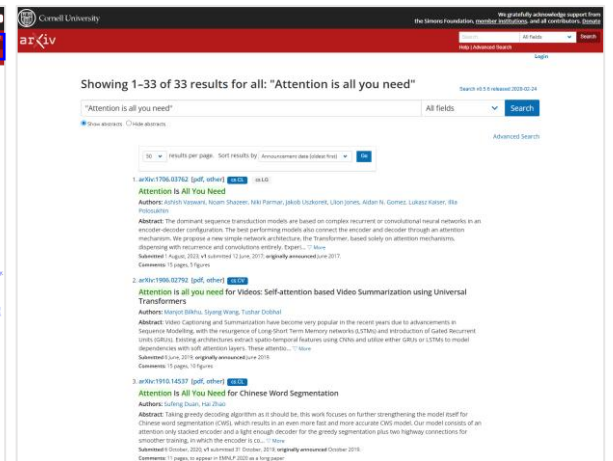 Cornell University
We gratefully acknowledge support from
the Simons Foundation, member institutions, and all contributors. Donate
arXiv
Search
All fields
Search
Help | Advanced Search
Login
Showing 1–33 of 33 results for all: "Attention is all you need"
Search v0.5.6 released 2020-02-24
"Attention is all you need"
All fields
Search
Show abstracts Hide abstracts
Advanced Search
50 results per page. Sort results by Announcement date (oldest first) Go
1. arXiv:1706.03762 [pdf, other] cs.CL cs.LG
Attention Is All You Need
Authors: Ashish Vaswani, Noam Shazeer, Niki Parmar, Jakob Uszkoreit, Llion Jones, Aidan N. Gomez, Lukasz Kaiser, Illia
Polosukhin
Abstract: The dominant sequence transduction models are based on complex recurrent or convolutional neural networks in an
encoder-decoder configuration. The best performing models also connect the encoder and decoder through an attention
mechanism. We propose a new simple network architecture, the Transformer, based solely on attention mechanisms,
dispensing with recurrence and convolutions entirely. Experi... ▽ More
Submitted 1 August, 2023; v1 submitted 12 June, 2017; originally announced June 2017.
Comments: 15 pages, 5 figures
2. arXiv:1906.02792 [pdf, other] cs.CV
Attention is all you need for Videos: Self-attention based Video Summarization using Universal
Transformers
Authors: Manjot Bilkhu, Siyang Wang, Tushar Dobhal
Abstract: Video Captioning and Summarization have become very popular in the recent years due to advancements in
Sequence Modelling, with the resurgence of Long-Short Term Memory networks (LSTMs) and introduction of Gated Recurrent
Units (GRUs). Existing architectures extract spatio-temporal features using CNNs and utilize either GRUs or LSTMs to model
dependencies with soft attention layers. These attentio... ▽ More
Submitted 6 June, 2019; originally announced June 2019.
Comments: 15 pages, 10 figures
3. arXiv:1910.14537 [pdf, other] cs.CL
Attention Is All You Need for Chinese Word Segmentation
Authors: Sufeng Duan, Hai Zhao
Abstract: Taking greedy decoding algorithm as it should be, this work focuses on further strengthening the model itself for
Chinese word segmentation (CWS), which results in an even more fast and more accurate CWS model. Our model consists of an
attention only stacked encoder and a light enough decoder for the greedy segmentation plus two highway connections for
smoother training, in which the encoder is co... ▽ More
Submitted 6 October, 2020; v1 submitted 31 October, 2019; originally announced October 2019.
Comments: 11 pages, to appear in EMNLP 2020 as a long paper